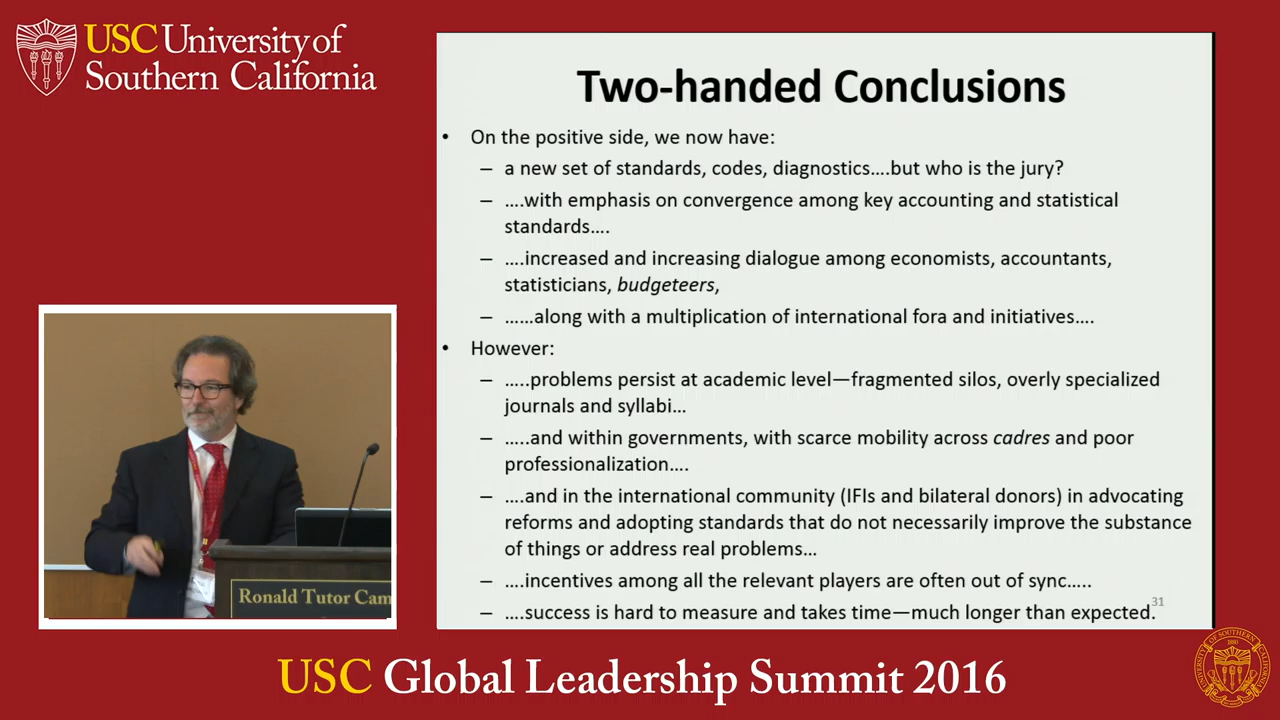 USC University of
Southern California
Two-handed Conclusions
• On the positive side, we now have:
– a new set of standards, codes, diagnostics….but who is the jury?
– ….with emphasis on convergence among key accounting and statistical
standards….
– ….increased and increasing dialogue among economists, accountants,
statisticians, budgeteers,
– ……along with a multiplication of international fora and initiatives….
• However:
– …..problems persist at academic level—fragmented silos, overly specialized
journals and syllabi…
– …..and within governments, with scarce mobility across cadres and poor
professionalization….
– ….and in the international community (IFIs and bilateral donors) in advocating
reforms and adopting standards that do not necessarily improve the substance
of things or address real problems…
– ….incentives among all the relevant players are often out of sync…..
– ….success is hard to measure and takes time—much longer than expected.
31
Ronald Tutor Cam
USC Global Leadership Summit 2016